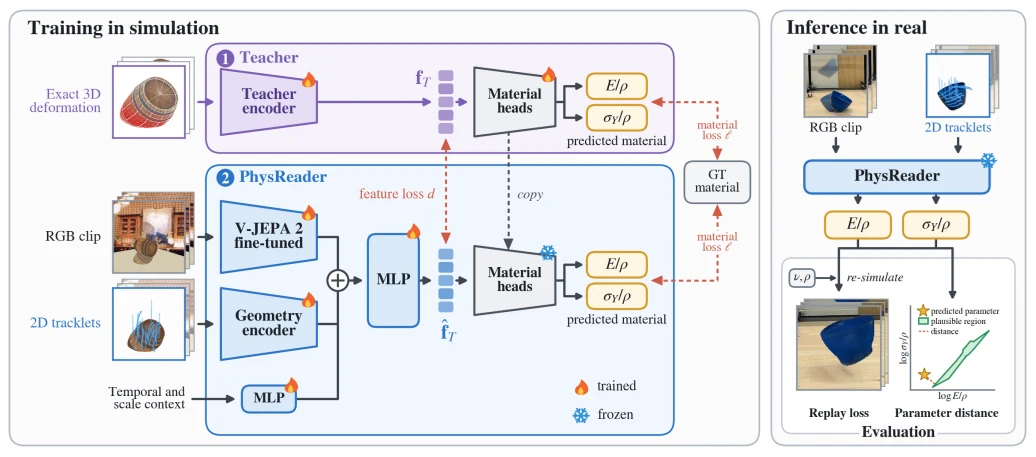 Training in simulation
1 Teacher
Exact 3D
deformation
Teacher
encoder
f_T
Material
heads
E/ρ
σ_Y/ρ
predicted material
material
loss ℓ
feature loss d
copy
GT
material
material
loss ℓ
2 PhysReader
RGB clip
V-JEPA 2
fine-tuned
2D tracklets
Geometry
encoder
Temporal and
scale context
MLP
+
MLP
f̂_T
Material
heads
E/ρ
σ_Y/ρ
predicted material
trained
frozen
Inference in real
RGB clip
2D tracklets
PhysReader
E/ρ
σ_Y/ρ
ν,ρ
re-simulate
predicted parameter
plausible region
distance
log σ_Y/ρ
log E/ρ
Replay loss
Parameter distance
Evaluation